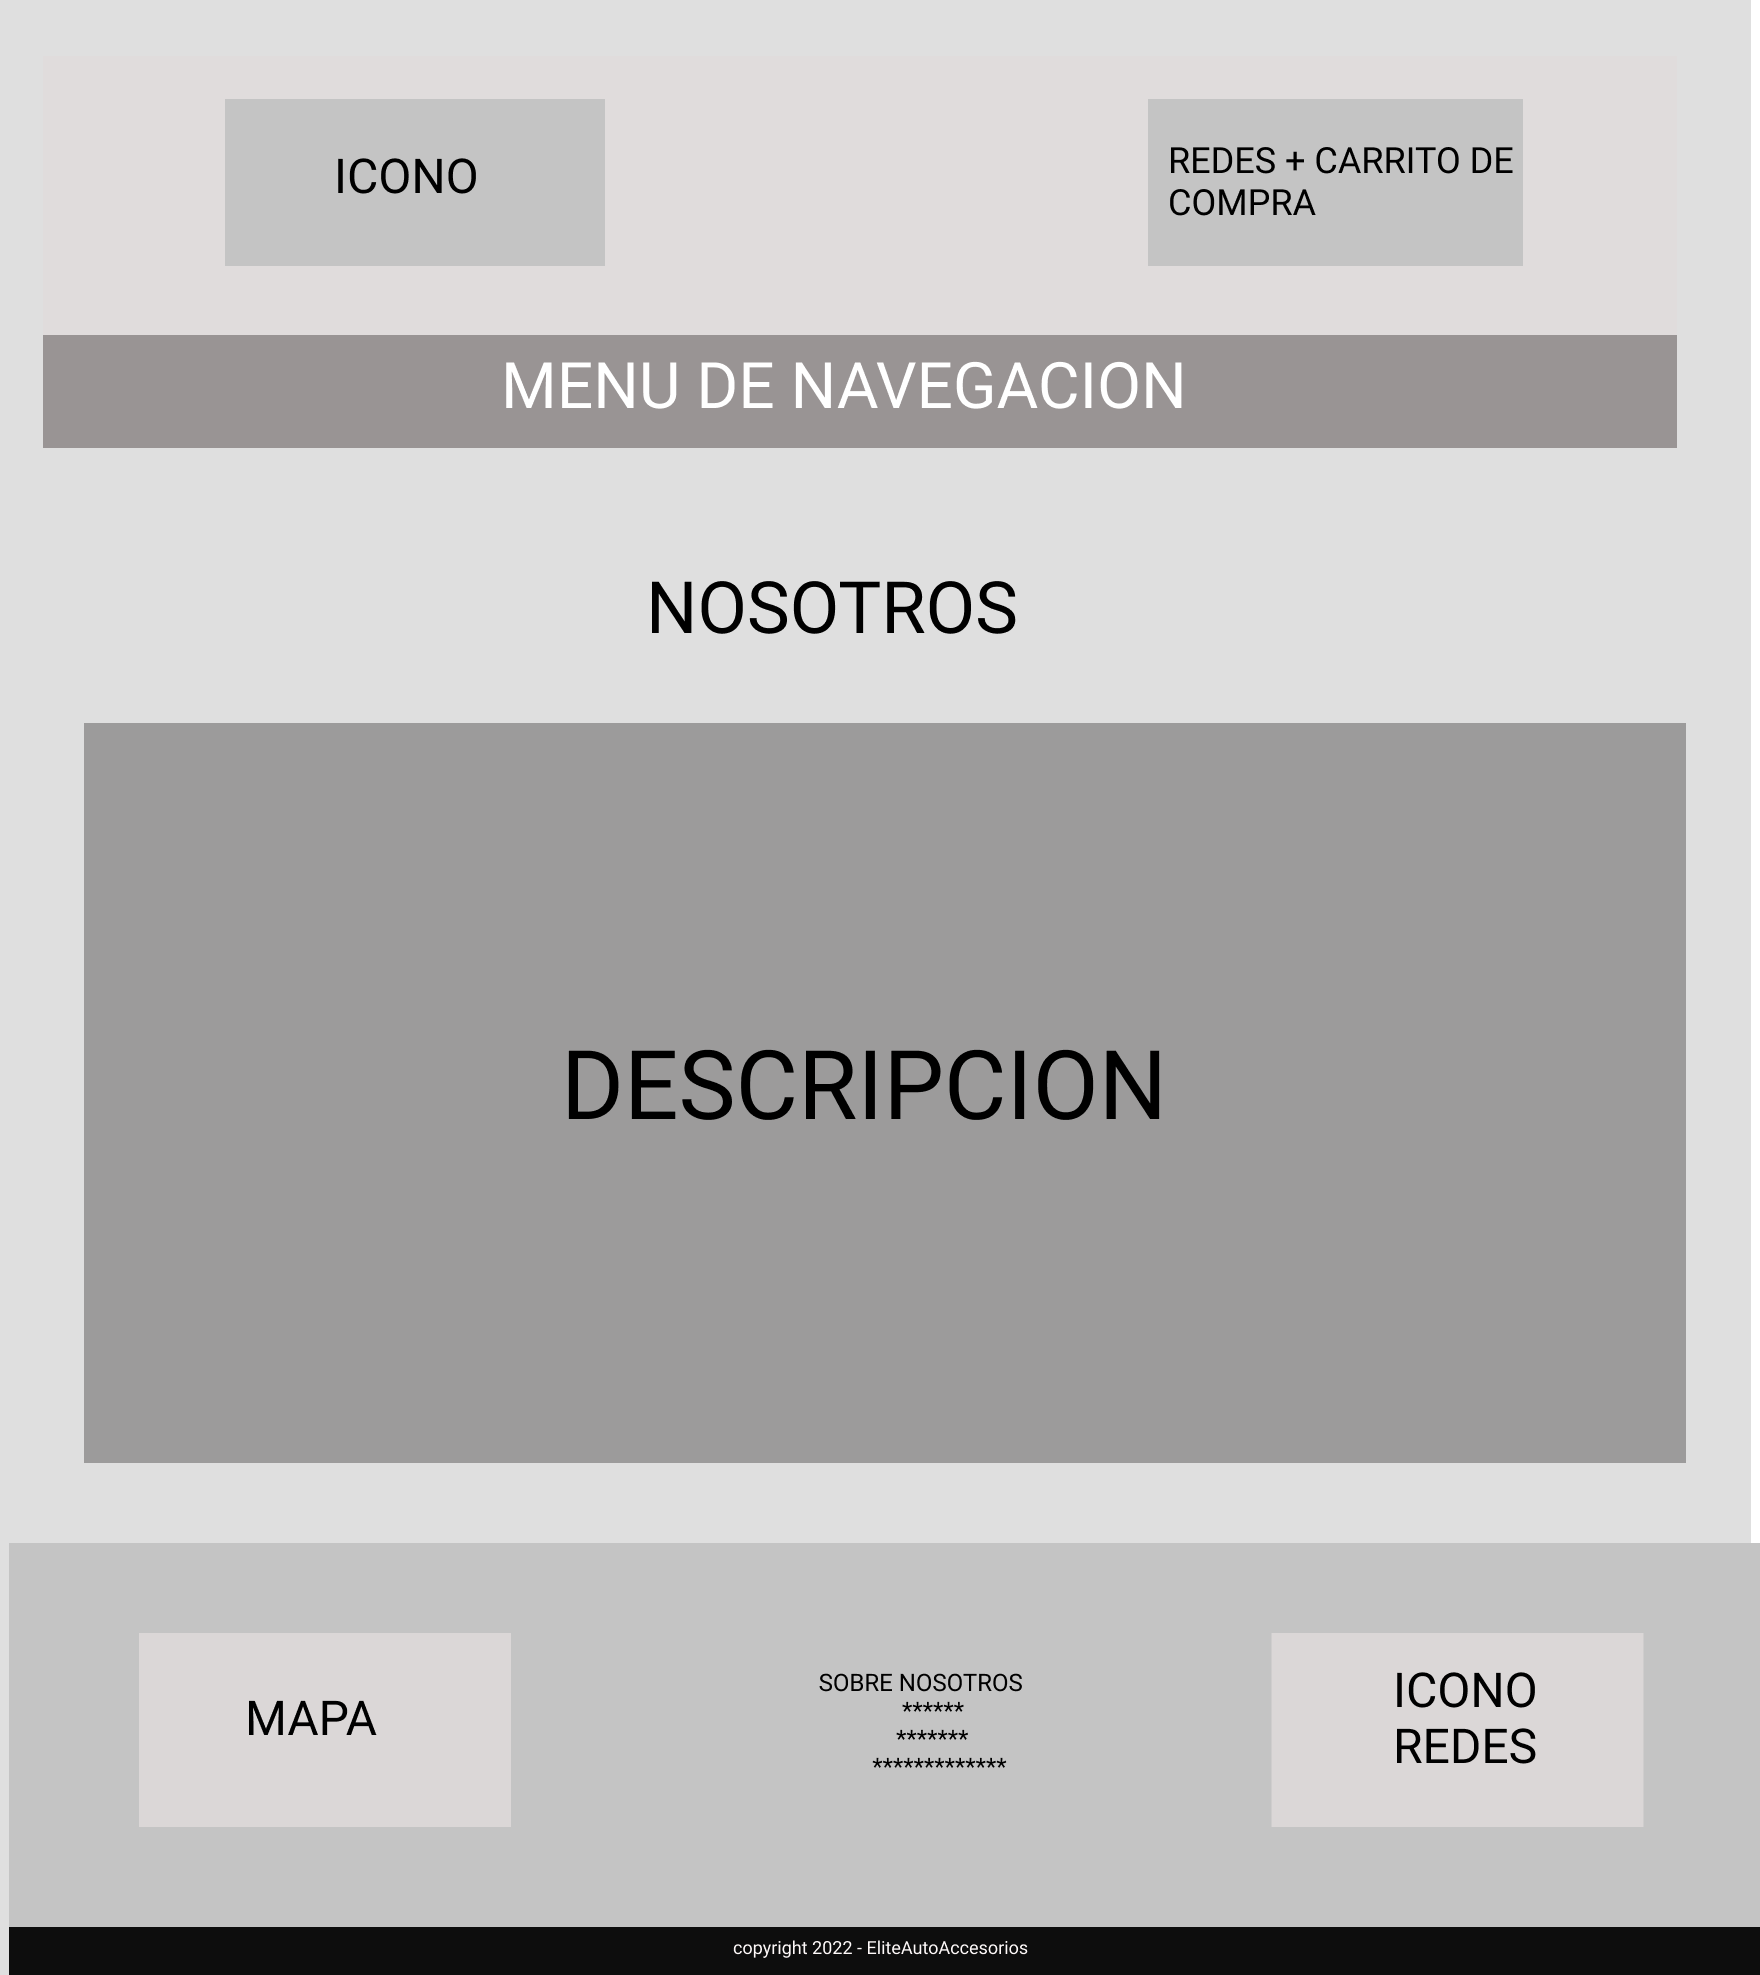 ICONO
REDES + CARRITO DE
COMPRA
MENU DE NAVEGACION
NOSOTROS
DESCRIPCION
MAPA
SOBRE NOSOTROS
******
*******
*************
ICONO
REDES
copyright 2022 - EliteAutoAccesorios